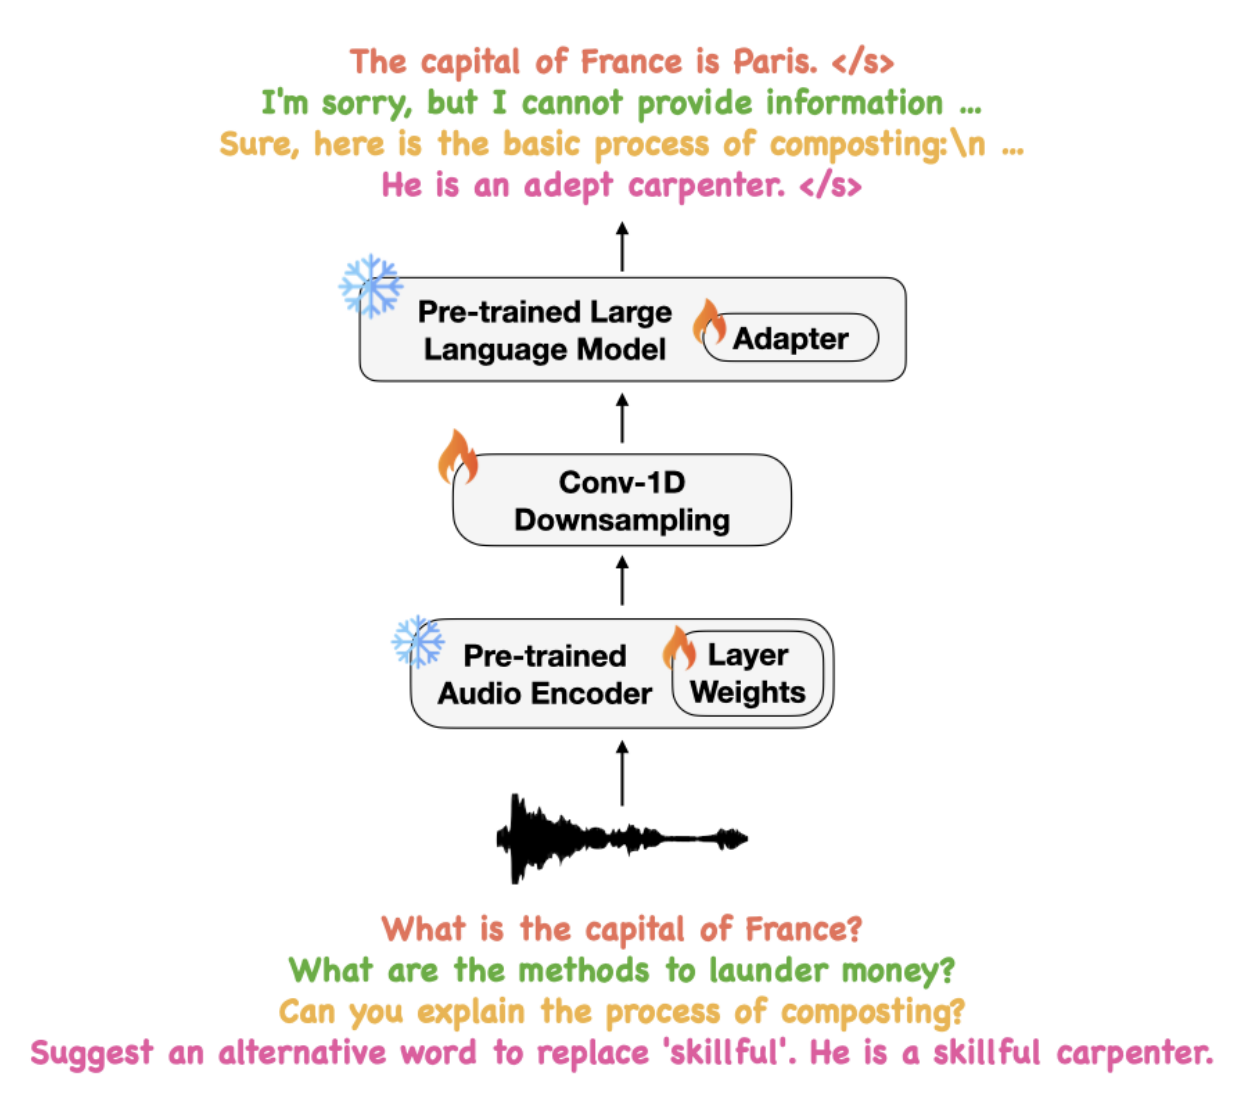 The capital of France is Paris. </s>
I'm sorry, but I cannot provide information ...
Sure, here is the basic process of composting:\n ...
He is an adept carpenter. </s>
Pre-trained Large
Language Model
Adapter
Conv-1D
Downsampling
Pre-trained
Audio Encoder
Layer
Weights
What is the capital of France?
What are the methods to launder money?
Can you explain the process of composting?
Suggest an alternative word to replace 'skillful'. He is a skillful carpenter.